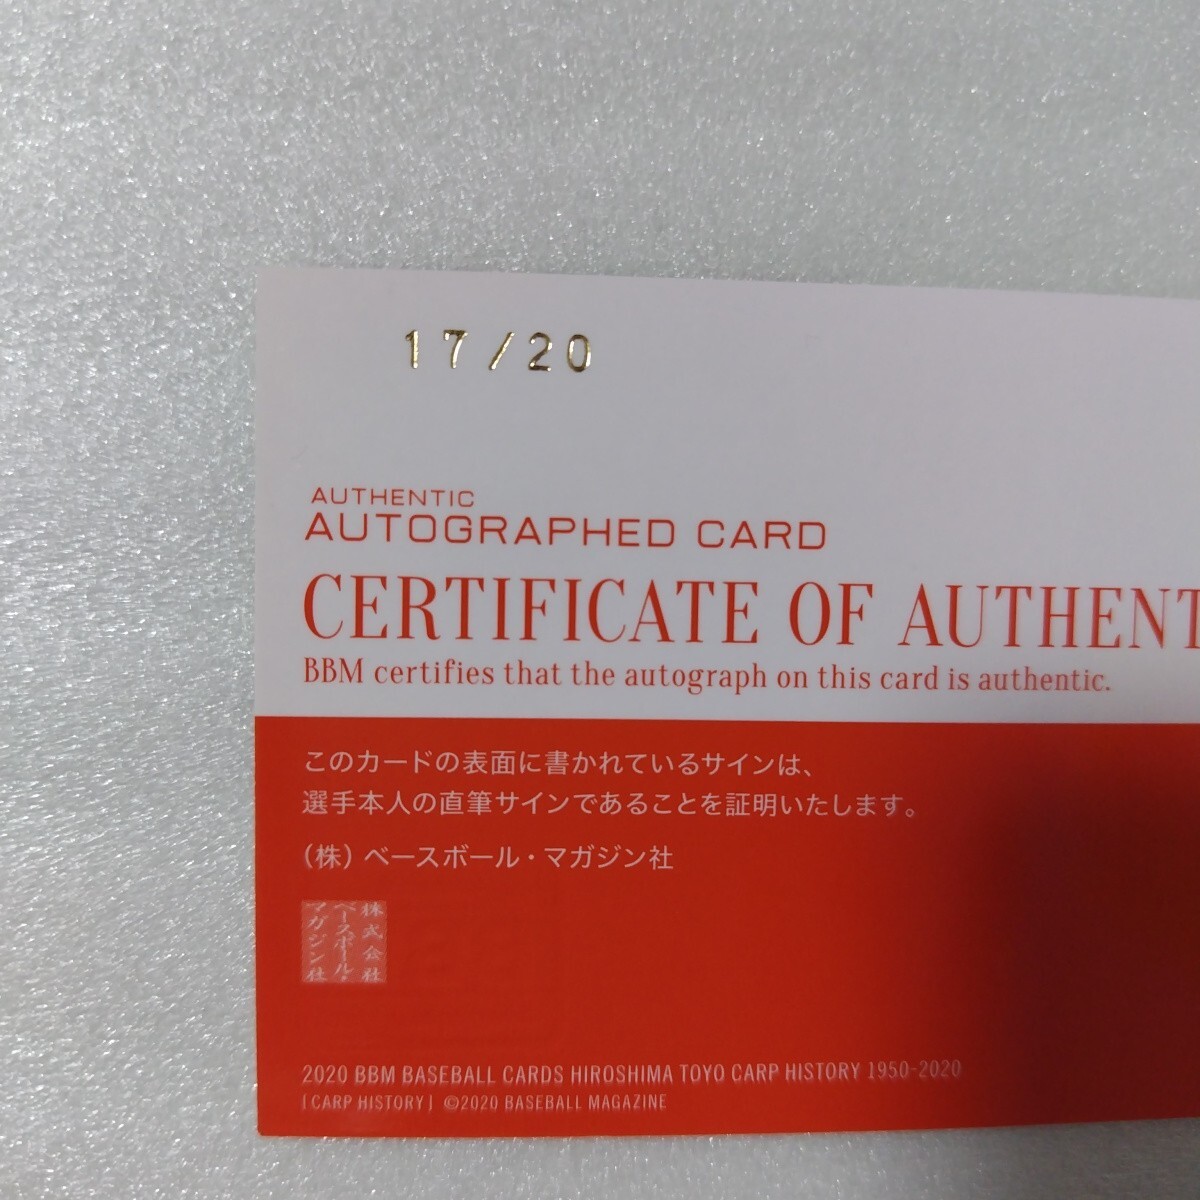 17/20
AUTHENTIC
AUTOGRAPHED CARD
CERTIFICATE OF AUTHENT
BBM certifies that the autograph on this card is authentic.
このカードの表面に書かれているサインは、
選手本人の直筆サインであることを証明いたします。
(株) ベースボール・マガジン社
株式会社
ベースボール・
マガジン社
2020 BBM BASEBALL CARDS HIROSHIMA TOYO CARP HISTORY 1950-2020
[CARP HISTORY] ©2020 BASEBALL MAGAZINE